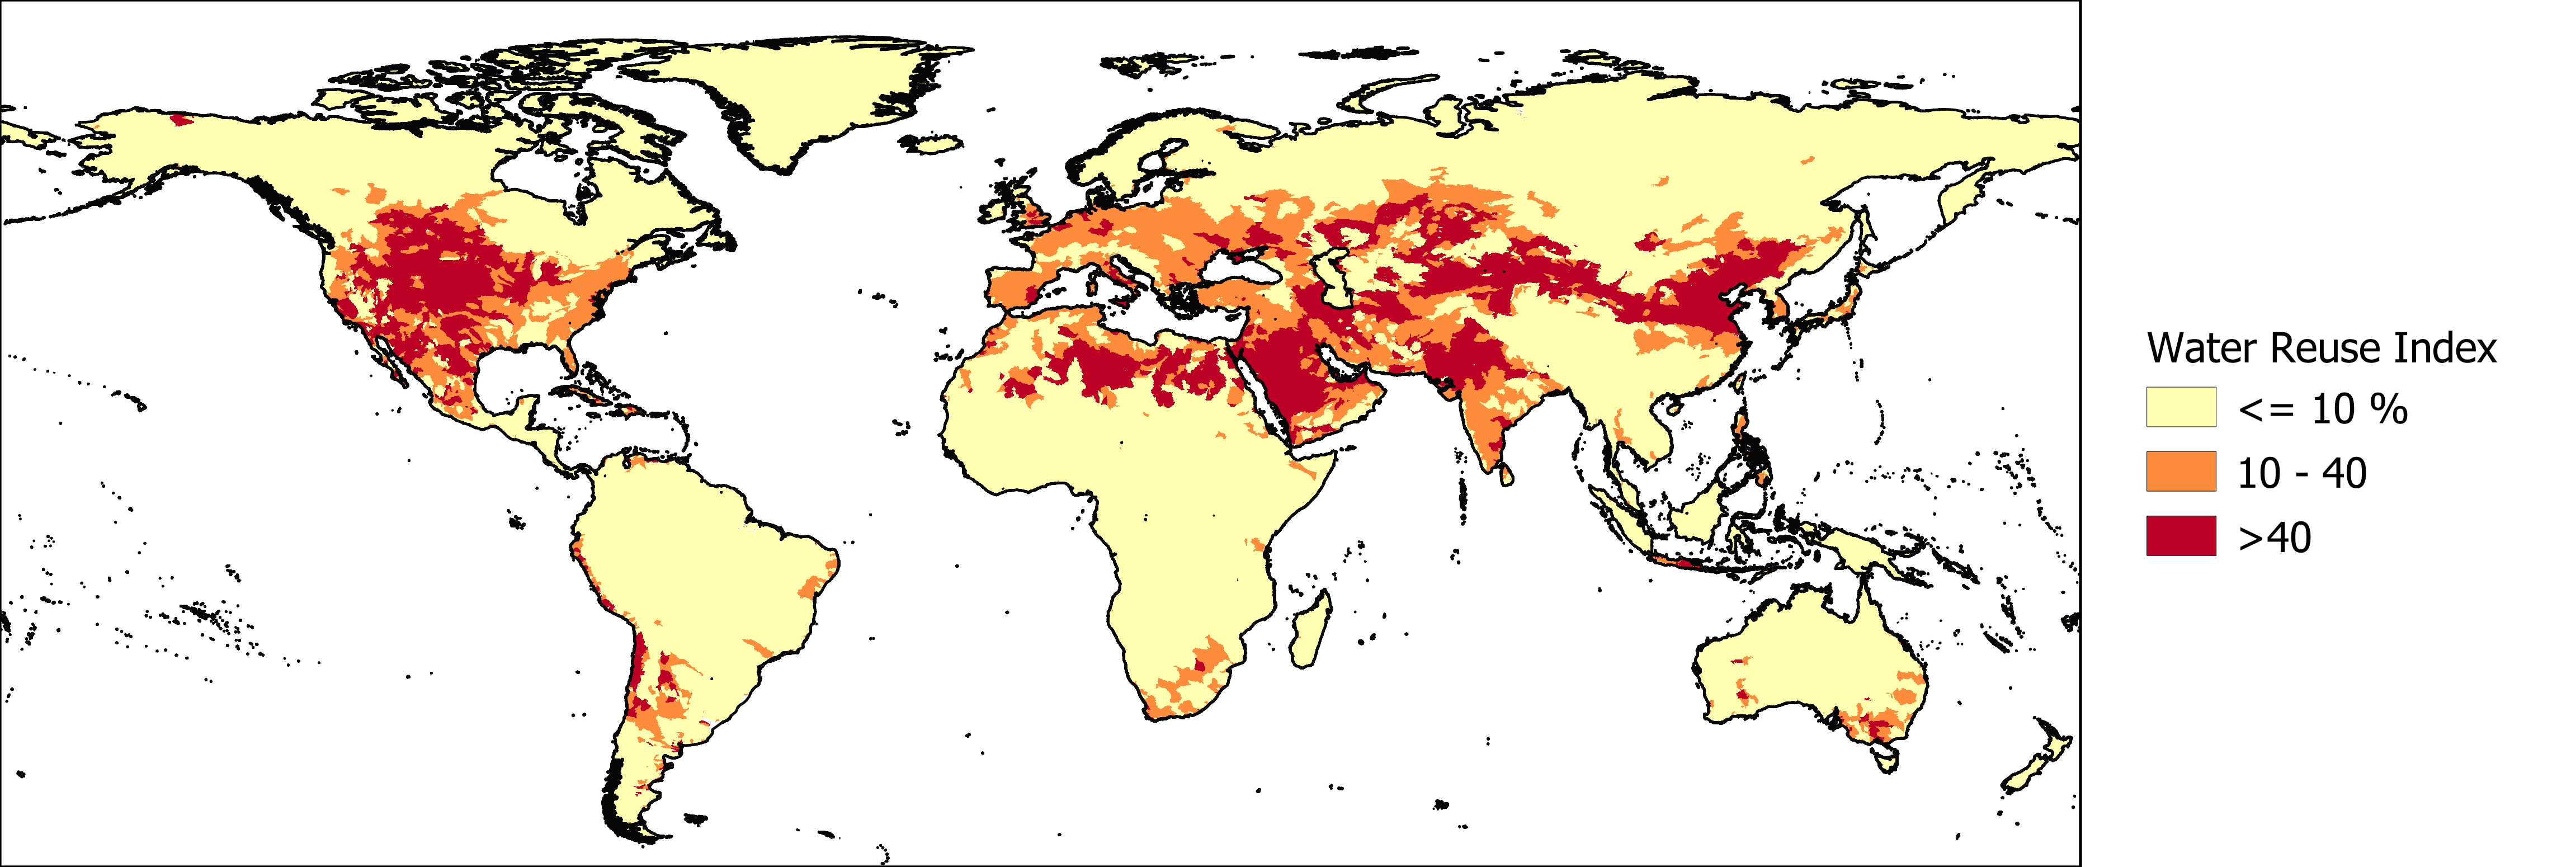 Water Reuse Index
<= 10 %
10 - 40
>40